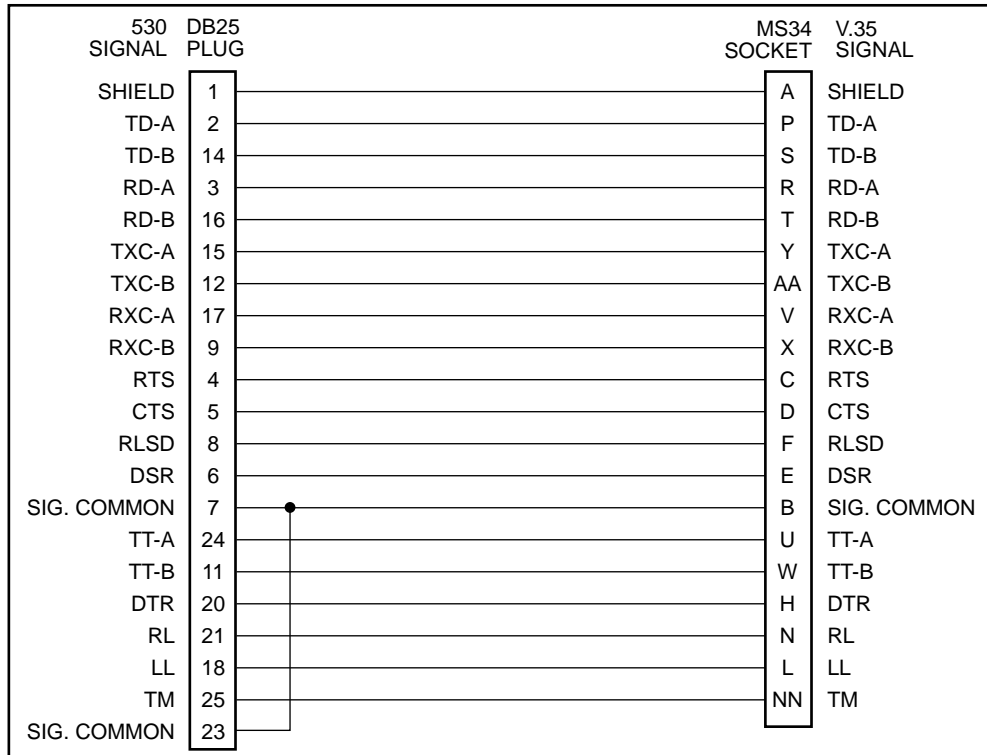 530 DB25 MS34 V.35
SIGNAL PLUG SOCKET SIGNAL
SHIELD 1 A SHIELD
TD-A 2 P TD-A
TD-B 14 S TD-B
RD-A 3 R RD-A
RD-B 16 T RD-B
TXC-A 15 Y TXC-A
TXC-B 12 AA TXC-B
RXC-A 17 V RXC-A
RXC-B 9 X RXC-B
RTS 4 C RTS
CTS 5 D CTS
RLSD 8 F RLSD
DSR 6 E DSR
SIG. COMMON 7 B SIG. COMMON
TT-A 24 U TT-A
TT-B 11 W TT-B
DTR 20 H DTR
RL 21 N RL
LL 18 L LL
TM 25 NN TM
SIG. COMMON 23